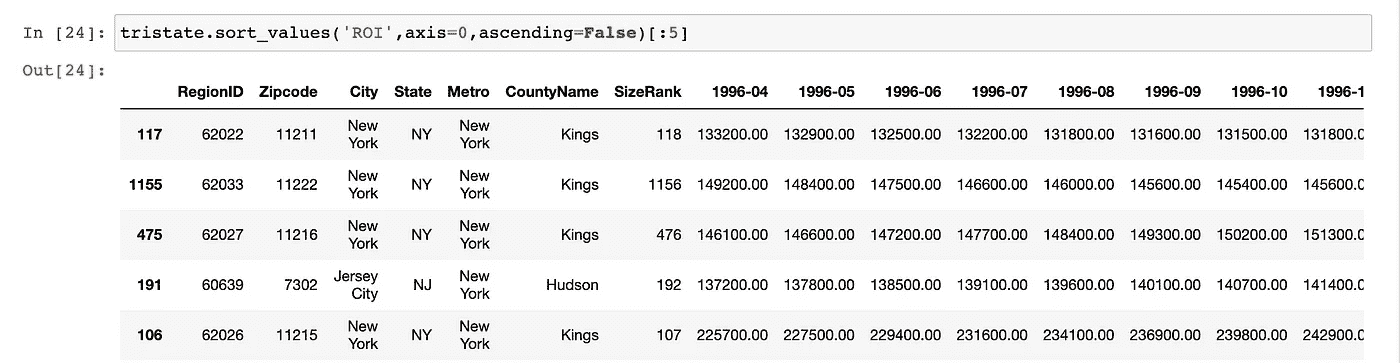 In [24]: tristate.sort_values('ROI',axis=0,ascending=False)[:5]
Out[24]:
RegionID Zipcode City State Metro CountyName SizeRank 1996-04 1996-05 1996-06 1996-07 1996-08 1996-09 1996-10 1996-1
117 62022 11211 New York NY New York Kings 118 133200.00 132900.00 132500.00 132200.00 131800.00 131600.00 131500.00 131800.0
1155 62033 11222 New York NY New York Kings 1156 149200.00 148400.00 147500.00 146600.00 146000.00 145600.00 145400.00 145600.0
475 62027 11216 New York NY New York Kings 476 146100.00 146600.00 147200.00 147700.00 148400.00 149300.00 150200.00 151300.0
191 60639 7302 Jersey City NJ New York Hudson 192 137200.00 137800.00 138500.00 139100.00 139600.00 140100.00 140700.00 141400.0
106 62026 11215 New York NY New York Kings 107 225700.00 227500.00 229400.00 231600.00 234100.00 236900.00 239800.00 242900.0